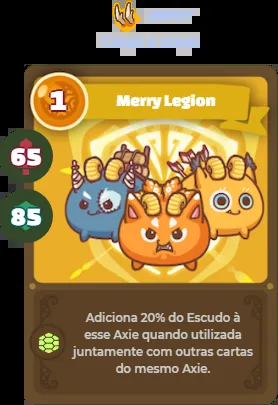 1
Merry Legion
65
85
Adiciona 20% do Escudo à
esse Axie quando utilizada
juntamente com outras cartas
do mesmo Axie.